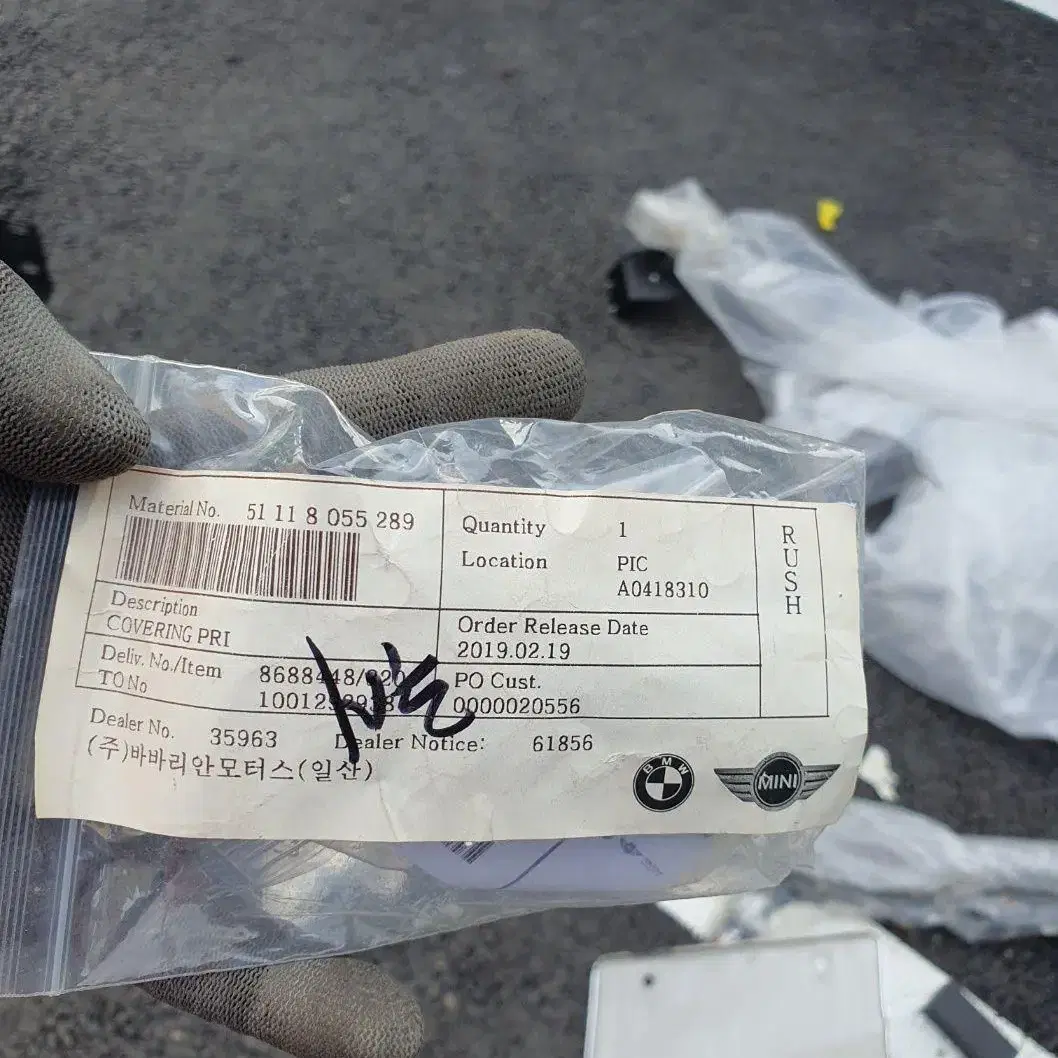 Material No. 51 11 8 055 289
Quantity 1
Location PIC
A0418310
RUSH
Description
COVERING PRI
Order Release Date
2019.02.19
Deliv. No./Item
TO No
PO Cust.
0000020556
Dealer No. 35963 Dealer Notice: 61856
(주)바바리안모터스(일산)
BMW
MINI